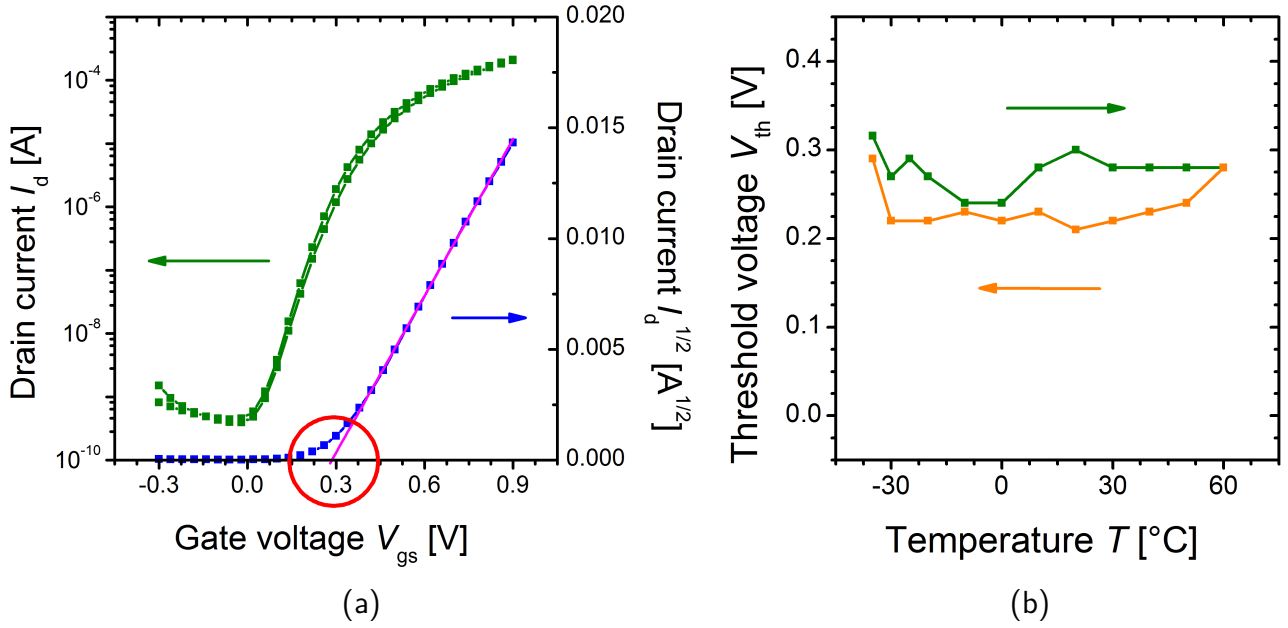 Drain current I_d [A]
10^-4
10^-6
10^-8
10^-10
-0.3 0.0 0.3 0.6 0.9
Gate voltage V_gs [V]
0.020
0.015
0.010
0.005
0.000
Drain current I_d^1/2 [A^1/2]
(a)
Threshold voltage V_th [V]
0.4
0.3
0.2
0.1
0.0
-30 0 30 60
Temperature T [°C]
(b)